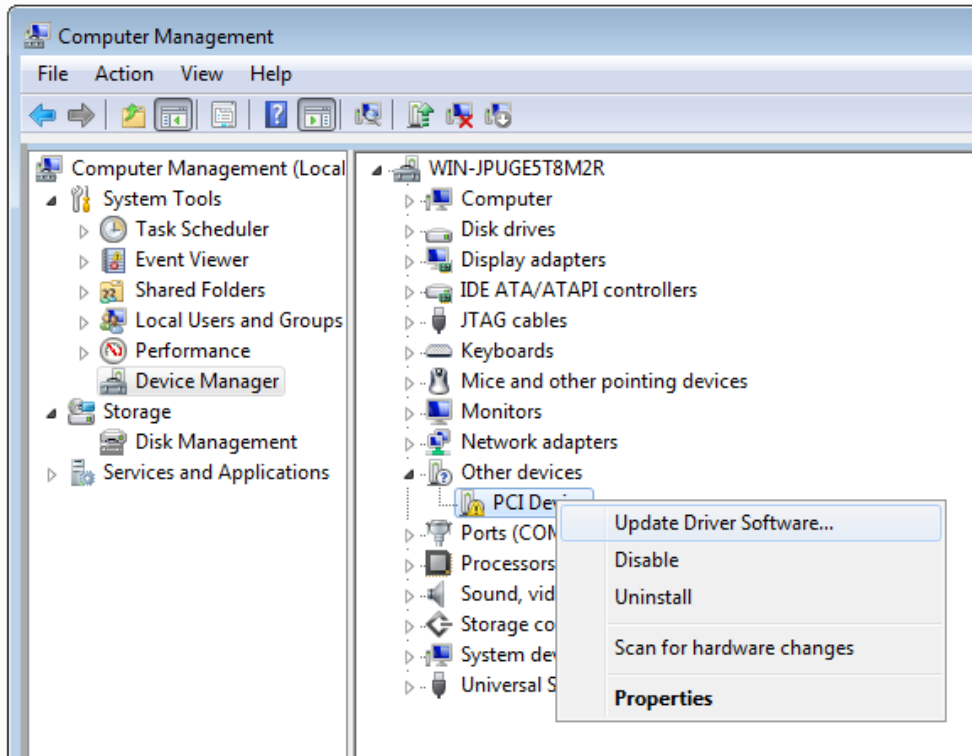 Computer Management
File Action View Help
Computer Management (Local
System Tools
Task Scheduler
Event Viewer
Shared Folders
Local Users and Groups
Performance
Device Manager
Storage
Disk Management
Services and Applications
WIN-JPUGE5T8M2R
Computer
Disk drives
Display adapters
IDE ATA/ATAPI controllers
JTAG cables
Keyboards
Mice and other pointing devices
Monitors
Network adapters
Other devices
PCI Dev
Ports (COM
Processors
Sound, vid
Storage co
System dev
Universal S
Update Driver Software...
Disable
Uninstall
Scan for hardware changes
Properties